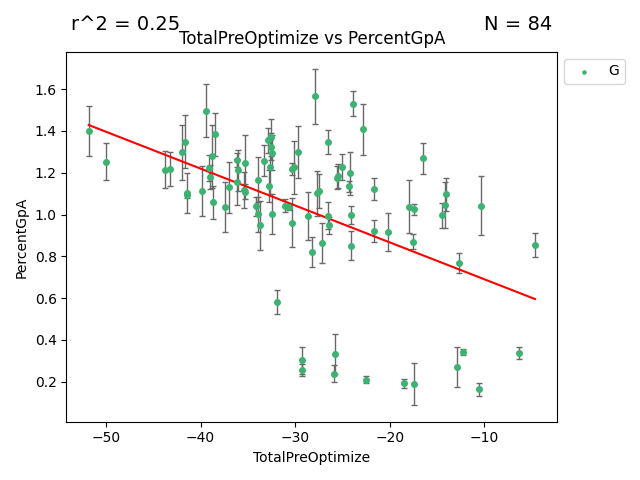 r^2 = 0.25
N = 84
TotalPreOptimize vs PercentGpA
G
PercentGpA
1.6
1.4
1.2
1.0
0.8
0.6
0.4
0.2
−50
−40
−30
−20
−10
TotalPreOptimize